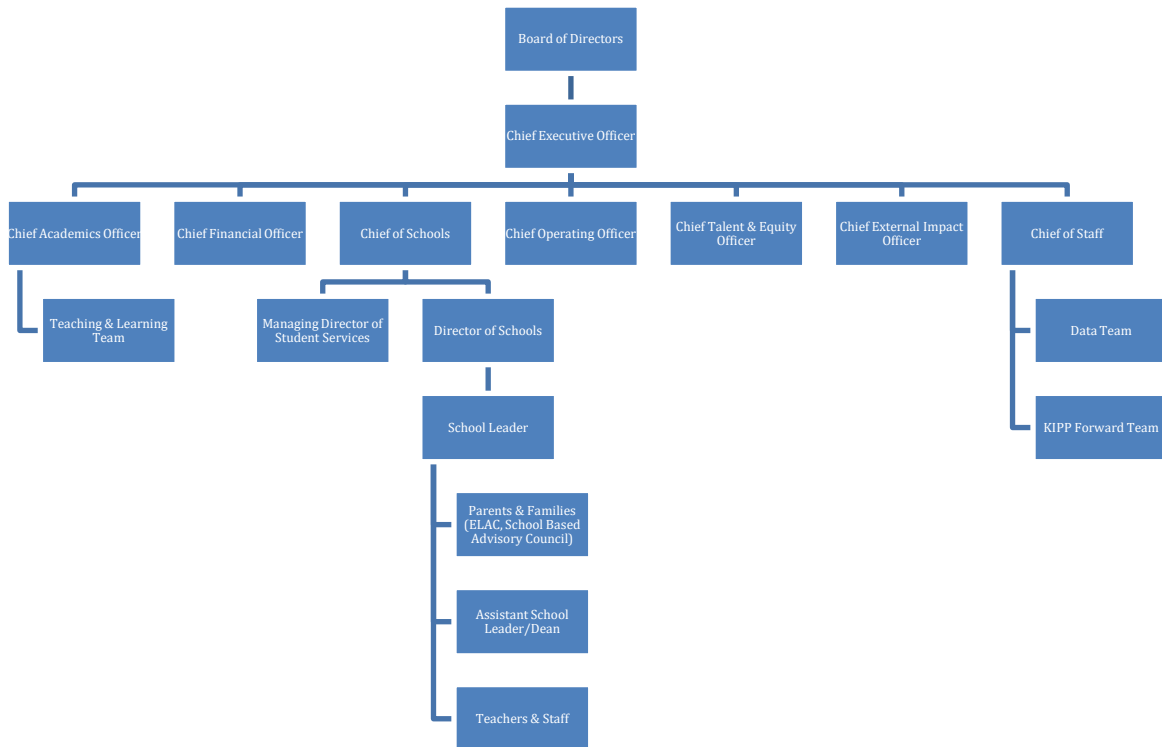 Board of Directors
Chief Executive Officer
Chief Academics Officer
Chief Financial Officer
Chief of Schools
Chief Operating Officer
Chief Talent & Equity
Officer
Chief External Impact
Officer
Chief of Staff
Teaching & Learning
Team
Managing Director of
Student Services
Director of Schools
Data Team
School Leader
KIPP Forward Team
Parents & Families
(ELAC, School Based
Advisory Council)
Assistant School
Leader/Dean
Teachers & Staff